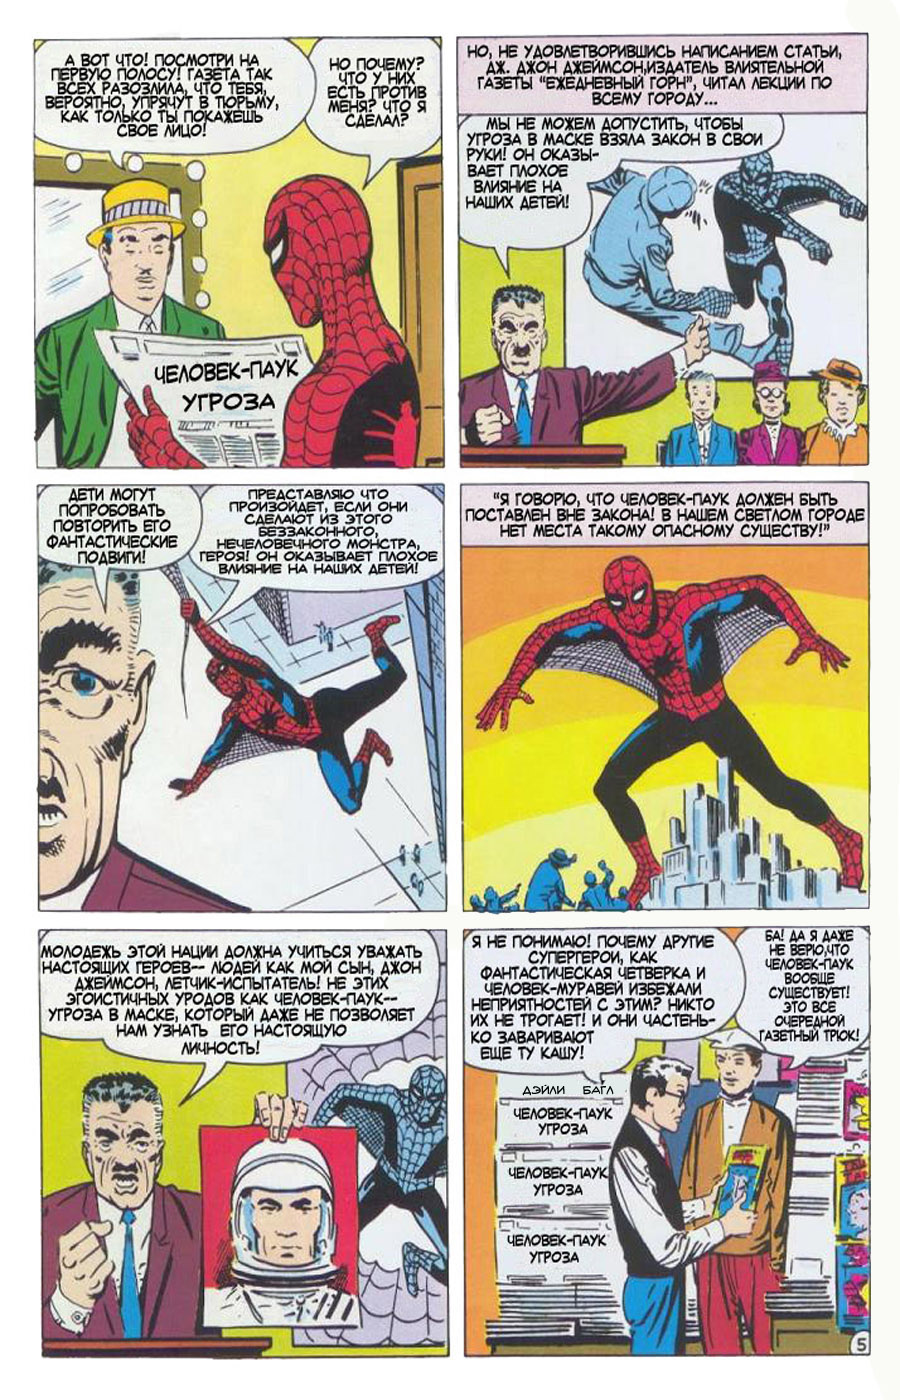 А ВОТ ЧТО! ПОСМОТРИ НА
ПЕРВУЮ ПОЛОСУ! ГАЗЕТА ТАК
ВСЕХ РАЗОЗЛИЛА, ЧТО ТЕБЯ,
ВЕРОЯТНО, УПРЯЧУТ В ТЮРЬМУ,
КАК ТОЛЬКО ТЫ ПОКАЖЕШЬ
СВОЕ ЛИЦО!
НО ПОЧЕМУ?
ЧТО У НИХ
ЕСТЬ ПРОТИВ
МЕНЯ? ЧТО Я
СДЕЛАЛ?
ЧЕЛОВЕК-ПАУК
УГРОЗА
НО, НЕ УДОВЛЕТВОРИВШИСЬ НАПИСАНИЕМ СТАТЬИ,
ДЖ. ДЖОН ДЖЕЙМСОН,ИЗДАТЕЛЬ ВЛИЯТЕЛЬНОЙ
ГАЗЕТЫ "ЕЖЕДНЕВНЫЙ ГОРН", ЧИТАЛ ЛЕКЦИИ ПО
ВСЕМУ ГОРОДУ...
МЫ НЕ МОЖЕМ ДОПУСТИТЬ, ЧТОБЫ
УГРОЗА В МАСКЕ ВЗЯЛА ЗАКОН В СВОИ
РУКИ! ОН ОКАЗЫ-
ВАЕТ ПЛОХОЕ
ВЛИЯНИЕ НА
НАШИХ ДЕТЕЙ!
ДЕТИ МОГУТ
ПОПРОБОВАТЬ
ПОВТОРИТЬ ЕГО
ФАНТАСТИЧЕСКИЕ
ПОДВИГИ!
ПРЕДСТАВЛЯЮ ЧТО
ПРОИЗОЙДЕТ, ЕСЛИ ОНИ
СДЕЛАЮТ ИЗ ЭТОГО
БЕЗЗАКОННОГО,
НЕЧЕЛОВЕЧНОГО МОНСТРА,
ГЕРОЯ! ОН ОКАЗЫВАЕТ ПЛОХОЕ
ВЛИЯНИЕ НА НАШИХ ДЕТЕЙ!
"Я ГОВОРЮ, ЧТО ЧЕЛОВЕК-ПАУК ДОЛЖЕН БЫТЬ
ПОСТАВЛЕН ВНЕ ЗАКОНА! В НАШЕМ СВЕТЛОМ ГОРОДЕ
НЕТ МЕСТА ТАКОМУ ОПАСНОМУ СУЩЕСТВУ!"
МОЛОДЕЖЬ ЭТОЙ НАЦИИ ДОЛЖНА УЧИТЬСЯ УВАЖАТЬ
НАСТОЯЩИХ ГЕРОЕВ-- ЛЮДЕЙ КАК МОЙ СЫН, ДЖОН
ДЖЕЙМСОН, ЛЕТЧИК-ИСПЫТАТЕЛЬ! НЕ ЭТИХ
ЭГОИСТИЧНЫХ УРОДОВ КАК ЧЕЛОВЕК-ПАУК--
УГРОЗА В МАСКЕ, КОТОРЫЙ ДАЖЕ НЕ ПОЗВОЛЯЕТ
НАМ УЗНАТЬ ЕГО НАСТОЯЩУЮ
ЛИЧНОСТЬ!
Я НЕ ПОНИМАЮ! ПОЧЕМУ ДРУГИЕ
СУПЕРГЕРОИ, КАК
ФАНТАСТИЧЕСКАЯ ЧЕТВЕРКА И
ЧЕЛОВЕК-МУРАВЕЙ ИЗБЕЖАЛИ
НЕПРИЯТНОСТЕЙ С ЭТИМ? НИКТО
ИХ НЕ ТРОГАЕТ! И ОНИ ЧАСТЕНЬ-
КО ЗАВАРИВАЮТ
ЕЩЕ ТУ КАШУ!
БА! ДА Я ДАЖЕ
НЕ ВЕРЮ,ЧТО
ЧЕЛОВЕК-ПАУК
ВООБЩЕ
СУЩЕСТВУЕТ!
ЭТО ВСЕ
ОЧЕРЕДНОЙ
ГАЗЕТНЫЙ ТРЮК!
ДЭЙЛИ БАГЛ
ЧЕЛОВЕК-ПАУК
УГРОЗА
ЧЕЛОВЕК-ПАУК
УГРОЗА
ЧЕЛОВЕК-ПАУК
УГРОЗА
5